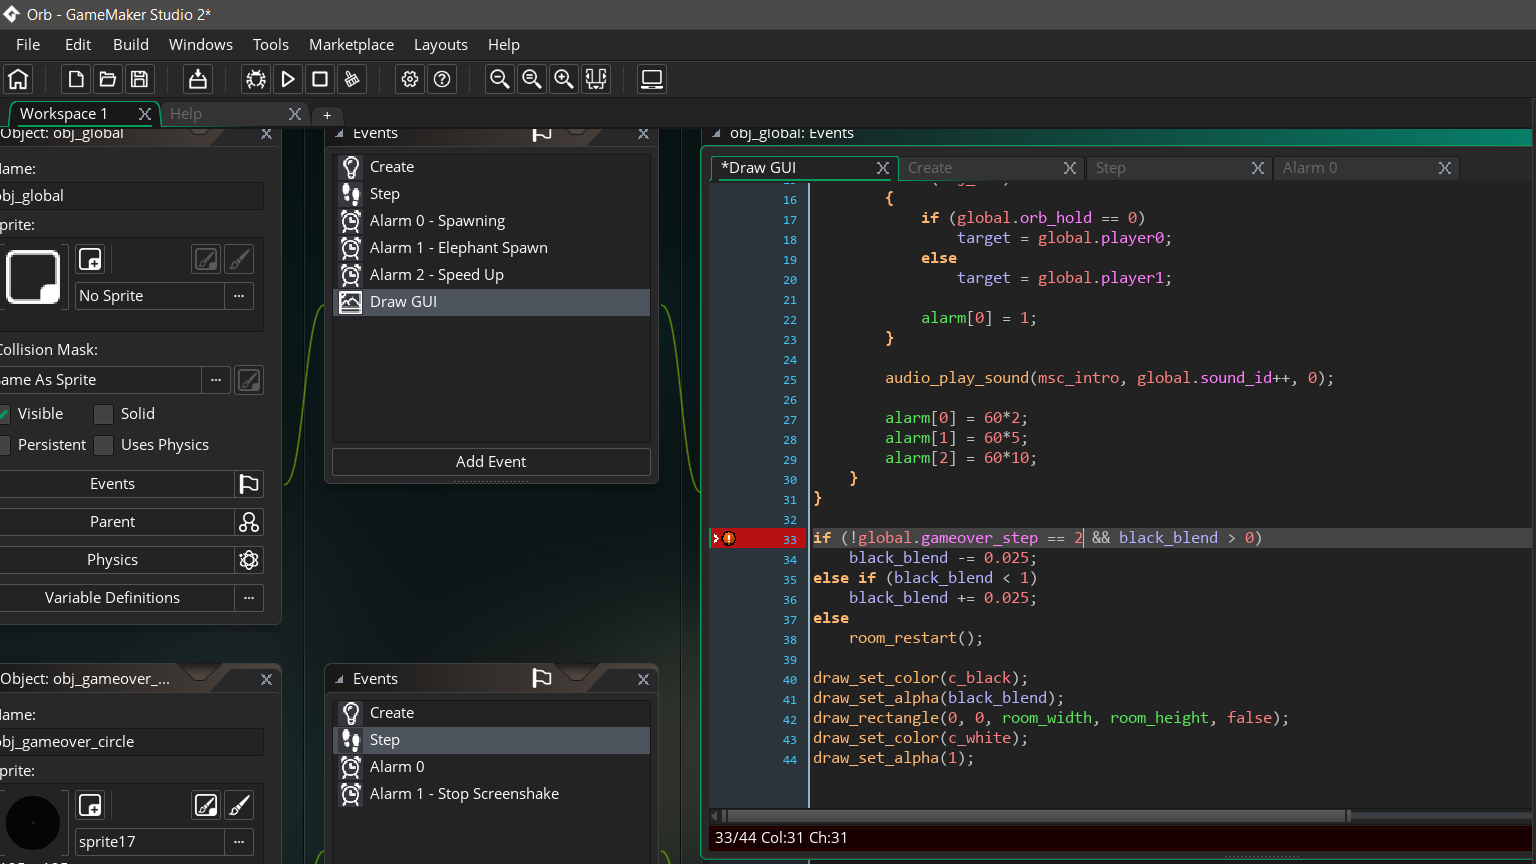 Orb - GameMaker Studio 2*
File Edit Build Windows Tools Marketplace Layouts Help
Workspace 1 X Help X +
Object: obj_global
ame:
obj_global
prite:
No Sprite ...
Collision Mask:
ame As Sprite ...
Visible Solid
Persistent Uses Physics
Events
Parent
Physics
Variable Definitions ...
Object: obj_gameover_...
ame:
obj_gameover_circle
prite:
sprite17 ...
Events
Create
Step
Alarm 0 - Spawning
Alarm 1 - Elephant Spawn
Alarm 2 - Speed Up
Draw GUI
Add Event
Events
Create
Step
Alarm 0
Alarm 1 - Stop Screenshake
obj_global: Events
*Draw GUI X Create X Step X Alarm 0 X
16 {
17 if (global.orb_hold == 0)
18 target = global.player0;
19 else
20 target = global.player1;
21
22 alarm[0] = 1;
23 }
24
25 audio_play_sound(msc_intro, global.sound_id++, 0);
26
27 alarm[0] = 60*2;
28 alarm[1] = 60*5;
29 alarm[2] = 60*10;
30 }
31 }
32
33 if (!global.gameover_step == 2 && black_blend > 0)
34 black_blend -= 0.025;
35 else if (black_blend < 1)
36 black_blend += 0.025;
37 else
38 room_restart();
39
40 draw_set_color(c_black);
41 draw_set_alpha(black_blend);
42 draw_rectangle(0, 0, room_width, room_height, false);
43 draw_set_color(c_white);
44 draw_set_alpha(1);
33/44 Col:31 Ch:31